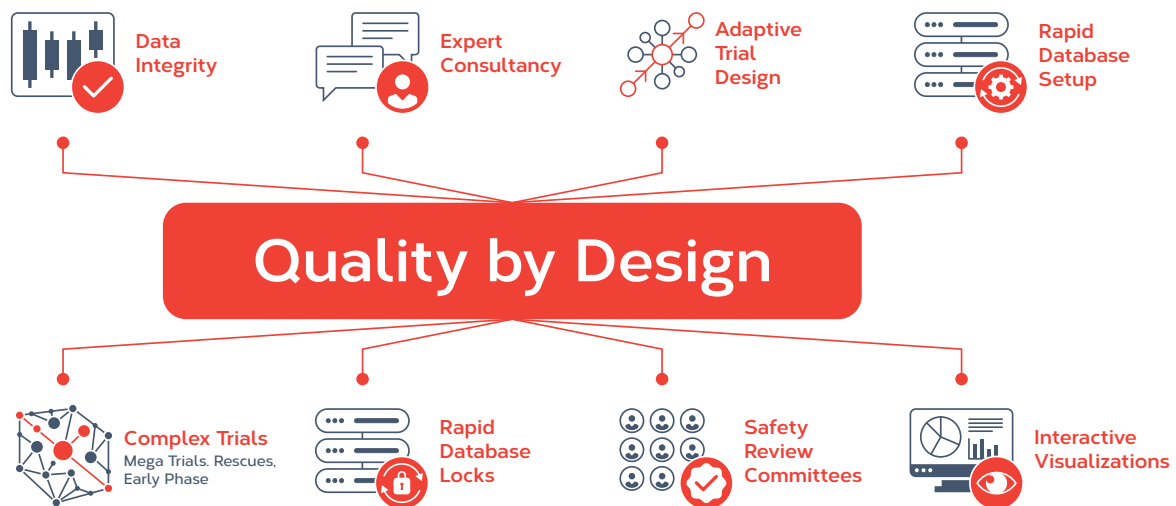 Data
Integrity
Expert
Consultancy
Adaptive
Trial
Design
Rapid
Database
Setup
Quality by Design
Complex Trials
Mega Trials. Rescues,
Early Phase
Rapid
Database
Locks
Safety
Review
Committees
Interactive
Visualizations